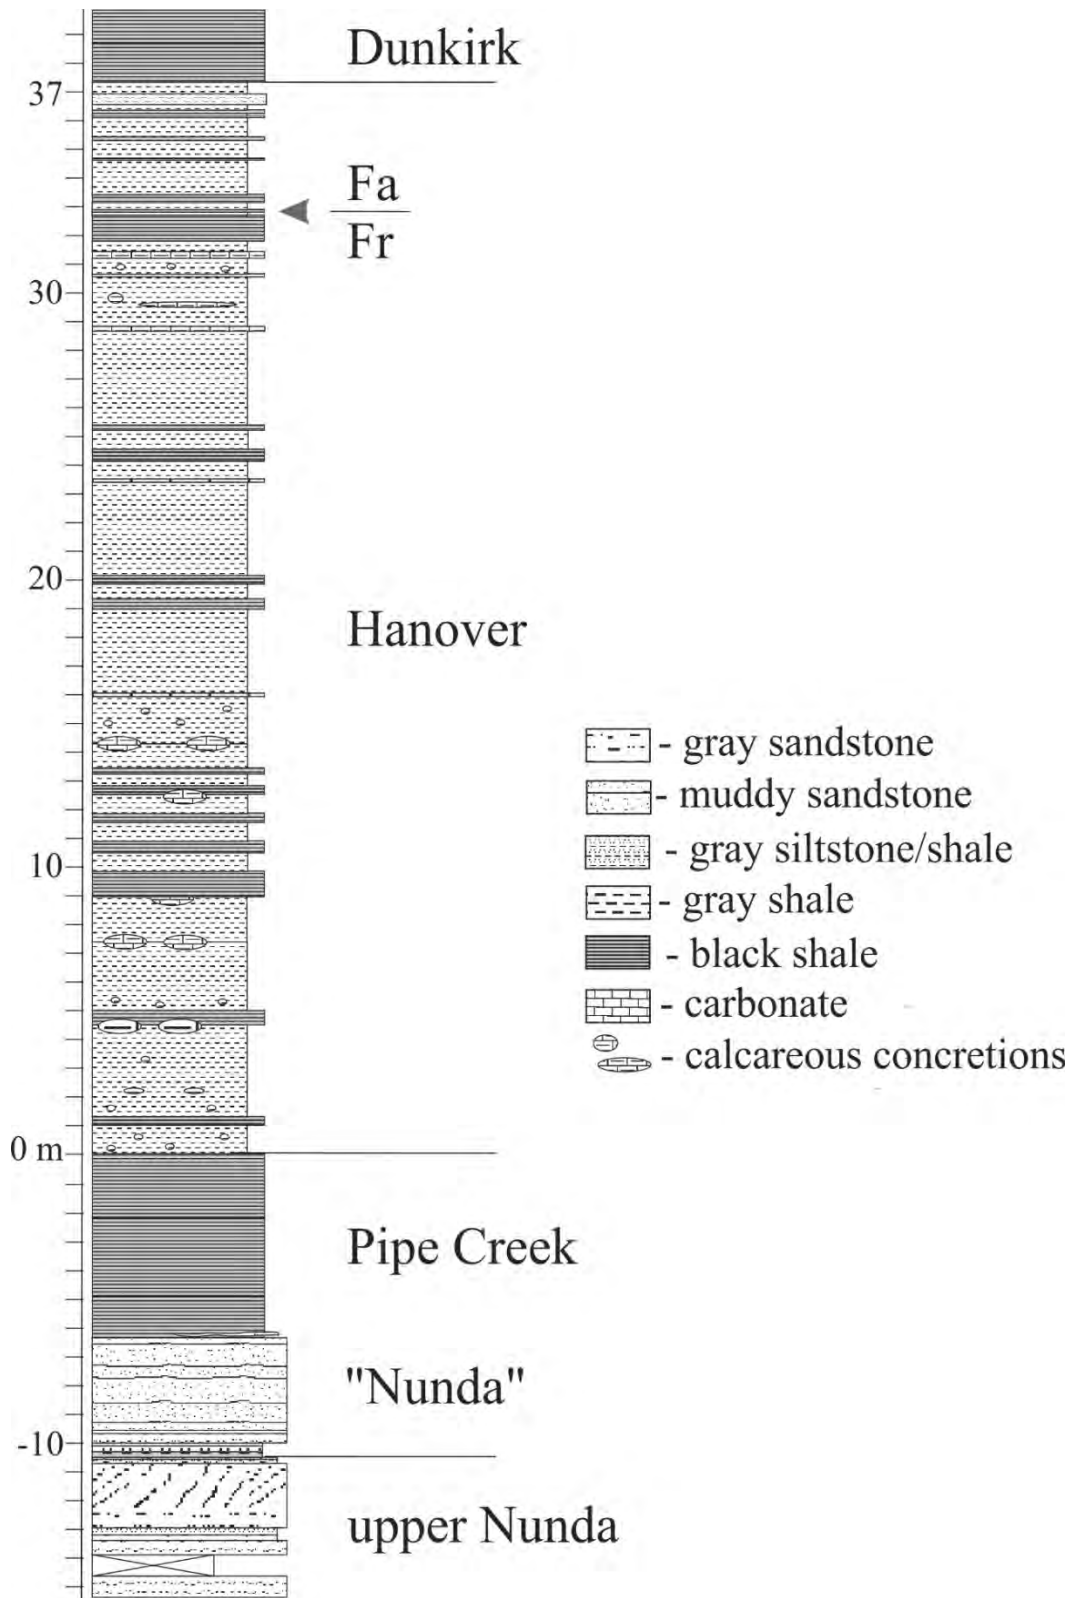 Dunkirk
37
Fa
Fr
30
20
Hanover
- gray sandstone
- muddy sandstone
- gray siltstone/shale
10
- gray shale
- black shale
- carbonate
- calcareous concretions
0 m
Pipe Creek
"Nunda"
-10
upper Nunda